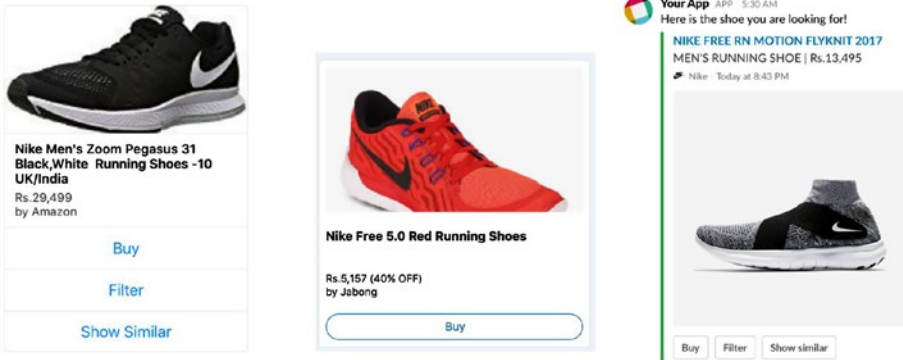 Nike Men's Zoom Pegasus 31
Black,White Running Shoes -10
UK/India
Rs.29,499
by Amazon
Buy
Filter
Show Similar
NIKE
Nike Free 5.0 Red Running Shoes
Rs.5,157 (40% OFF)
by Jabong
Buy
Your App APP 5:30 AM
Here is the shoe you are looking for!
NIKE FREE RN MOTION FLYKNIT 2017
MEN'S RUNNING SHOE | Rs.13,495
Nike Today at 8:43 PM
Buy Filter Show similar